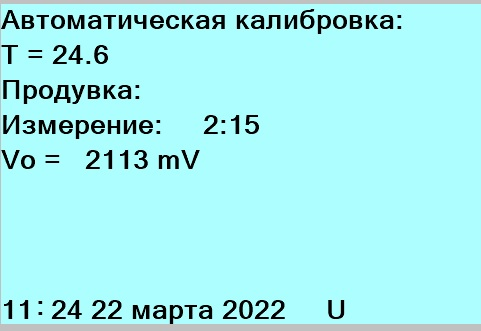 Автоматическая калибровка:
T = 24.6
Продувка:
Измерение: 2:15
Vo = 2113 mV
11:24 22 марта 2022 U